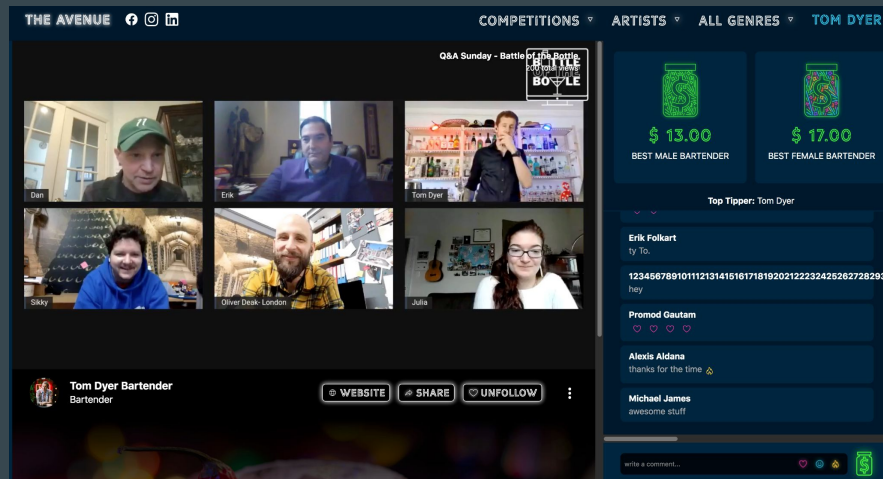 THE AVENUE
COMPETITIONS
ARTISTS
ALL GENRES
TOM DYER
Q&A Sunday - Battle of the Bottle
200 total views
BOTTLE
OF THE
BOTTLE
Dan
Erik
Tom Dyer
Sikky
Oliver Deak- London
Julia
Tom Dyer Bartender
Bartender
WEBSITE
SHARE
UNFOLLOW
$ 13.00
BEST MALE BARTENDER
$ 17.00
BEST FEMALE BARTENDER
Top Tipper: Tom Dyer
Erik Folkart
ty To.
1234567891011121314151617181920212223242526272829
hey
Promod Gautam
Alexis Aldana
thanks for the time
Michael James
awesome stuff
write a comment...